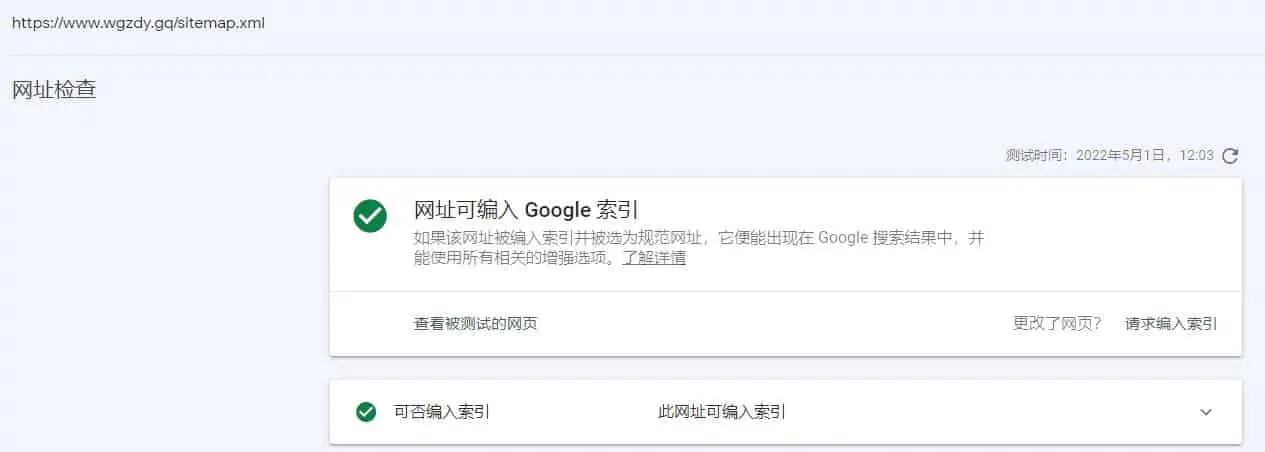 https://www.wgzdy.gq/sitemap.xml
网址检查
测试时间：2022年5月1日，12:03
网址可编入 Google 索引
如果该网址被编入索引并被选为规范网址，它便能出现在 Google 搜索结果中，并
能使用所有相关的增强选项。了解详情
查看被测试的网页 更改了网页？ 请求编入索引
可否编入索引 此网址可编入索引